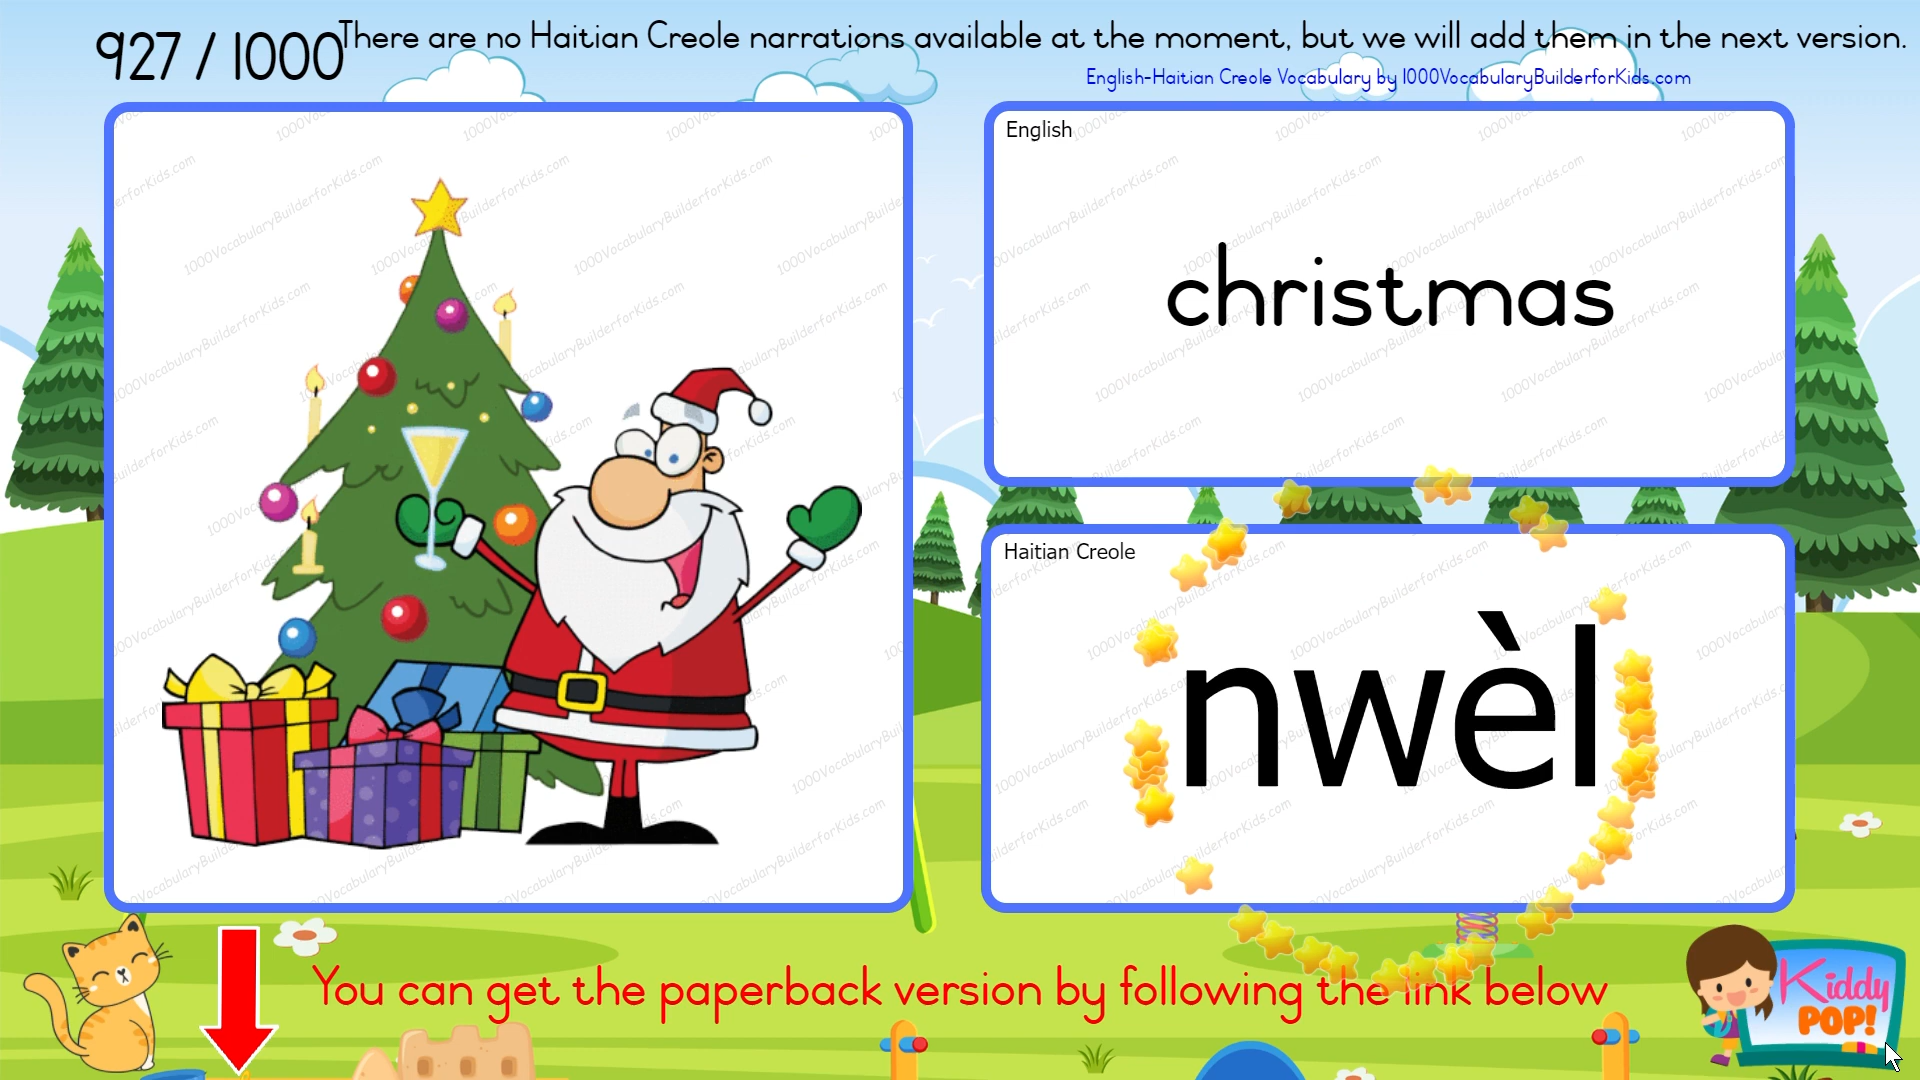 927 / 1000
There are no Haitian Creole narrations available at the moment, but we will add them in the next version.
English-Haitian Creole Vocabulary by 1000VocabularyBuilderforKids.com
English
christmas
Haitian Creole
nwèl
You can get the paperback version by following the link below
Kiddy
POP!
1000VocabularyBuilderforKids.com